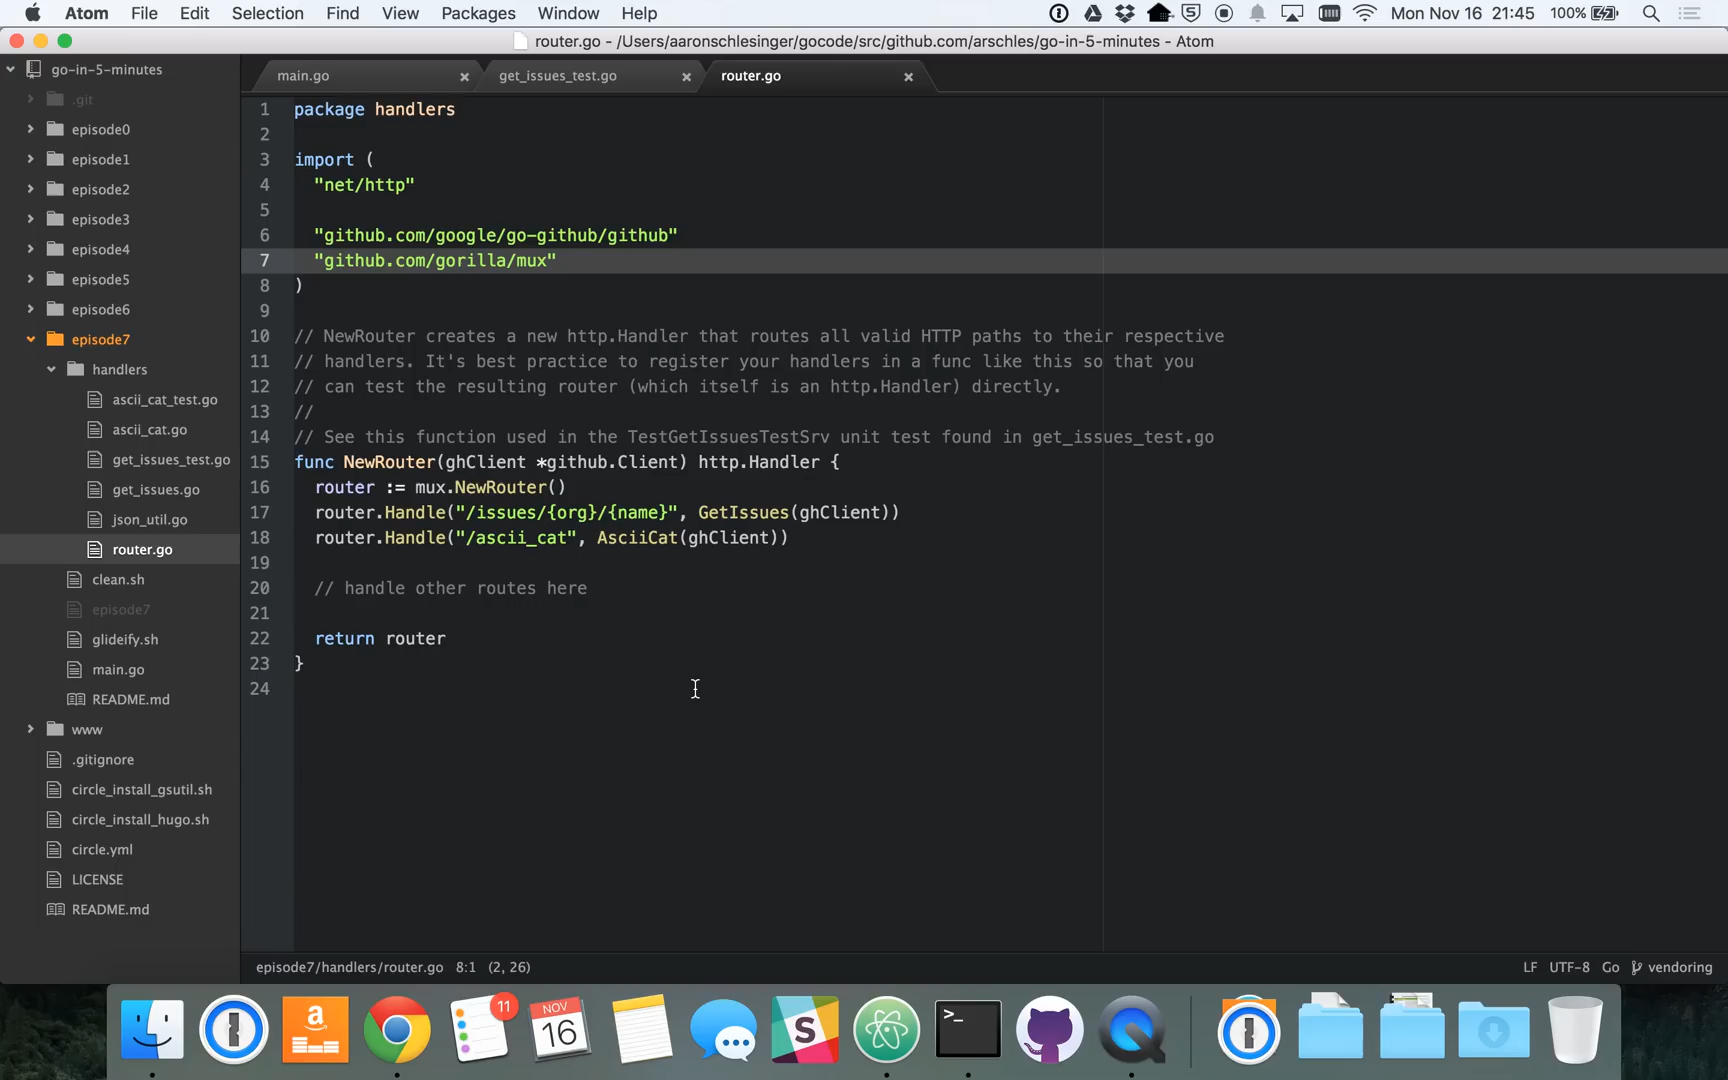 Atom File Edit Selection Find View Packages Window Help Mon Nov 16 21:45 100%
router.go - /Users/aaronschlesinger/gocode/src/github.com/arschles/go-in-5-minutes - Atom
go-in-5-minutes
.git
episode0
episode1
episode2
episode3
episode4
episode5
episode6
episode7
handlers
ascii_cat_test.go
ascii_cat.go
get_issues_test.go
get_issues.go
json_util.go
router.go
clean.sh
episode7
glideify.sh
main.go
README.md
www
.gitignore
circle_install_gsutil.sh
circle_install_hugo.sh
circle.yml
LICENSE
README.md
main.go get_issues_test.go router.go
1 package handlers
2
3 import (
4 "net/http"
5
6 "github.com/google/go-github/github"
7 "github.com/gorilla/mux"
8 )
9
10 // NewRouter creates a new http.Handler that routes all valid HTTP paths to their respective
11 // handlers. It's best practice to register your handlers in a func like this so that you
12 // can test the resulting router (which itself is an http.Handler) directly.
13 //
14 // See this function used in the TestGetIssuesTestSrv unit test found in get_issues_test.go
15 func NewRouter(ghClient *github.Client) http.Handler {
16 router := mux.NewRouter()
17 router.Handle("/issues/{org}/{name}", GetIssues(ghClient))
18 router.Handle("/ascii_cat", AsciiCat(ghClient))
19
20 // handle other routes here
21
22 return router
23 }
24
episode7/handlers/router.go 8:1 (2, 26) LF UTF-8 Go vendoring
11
NOV
16